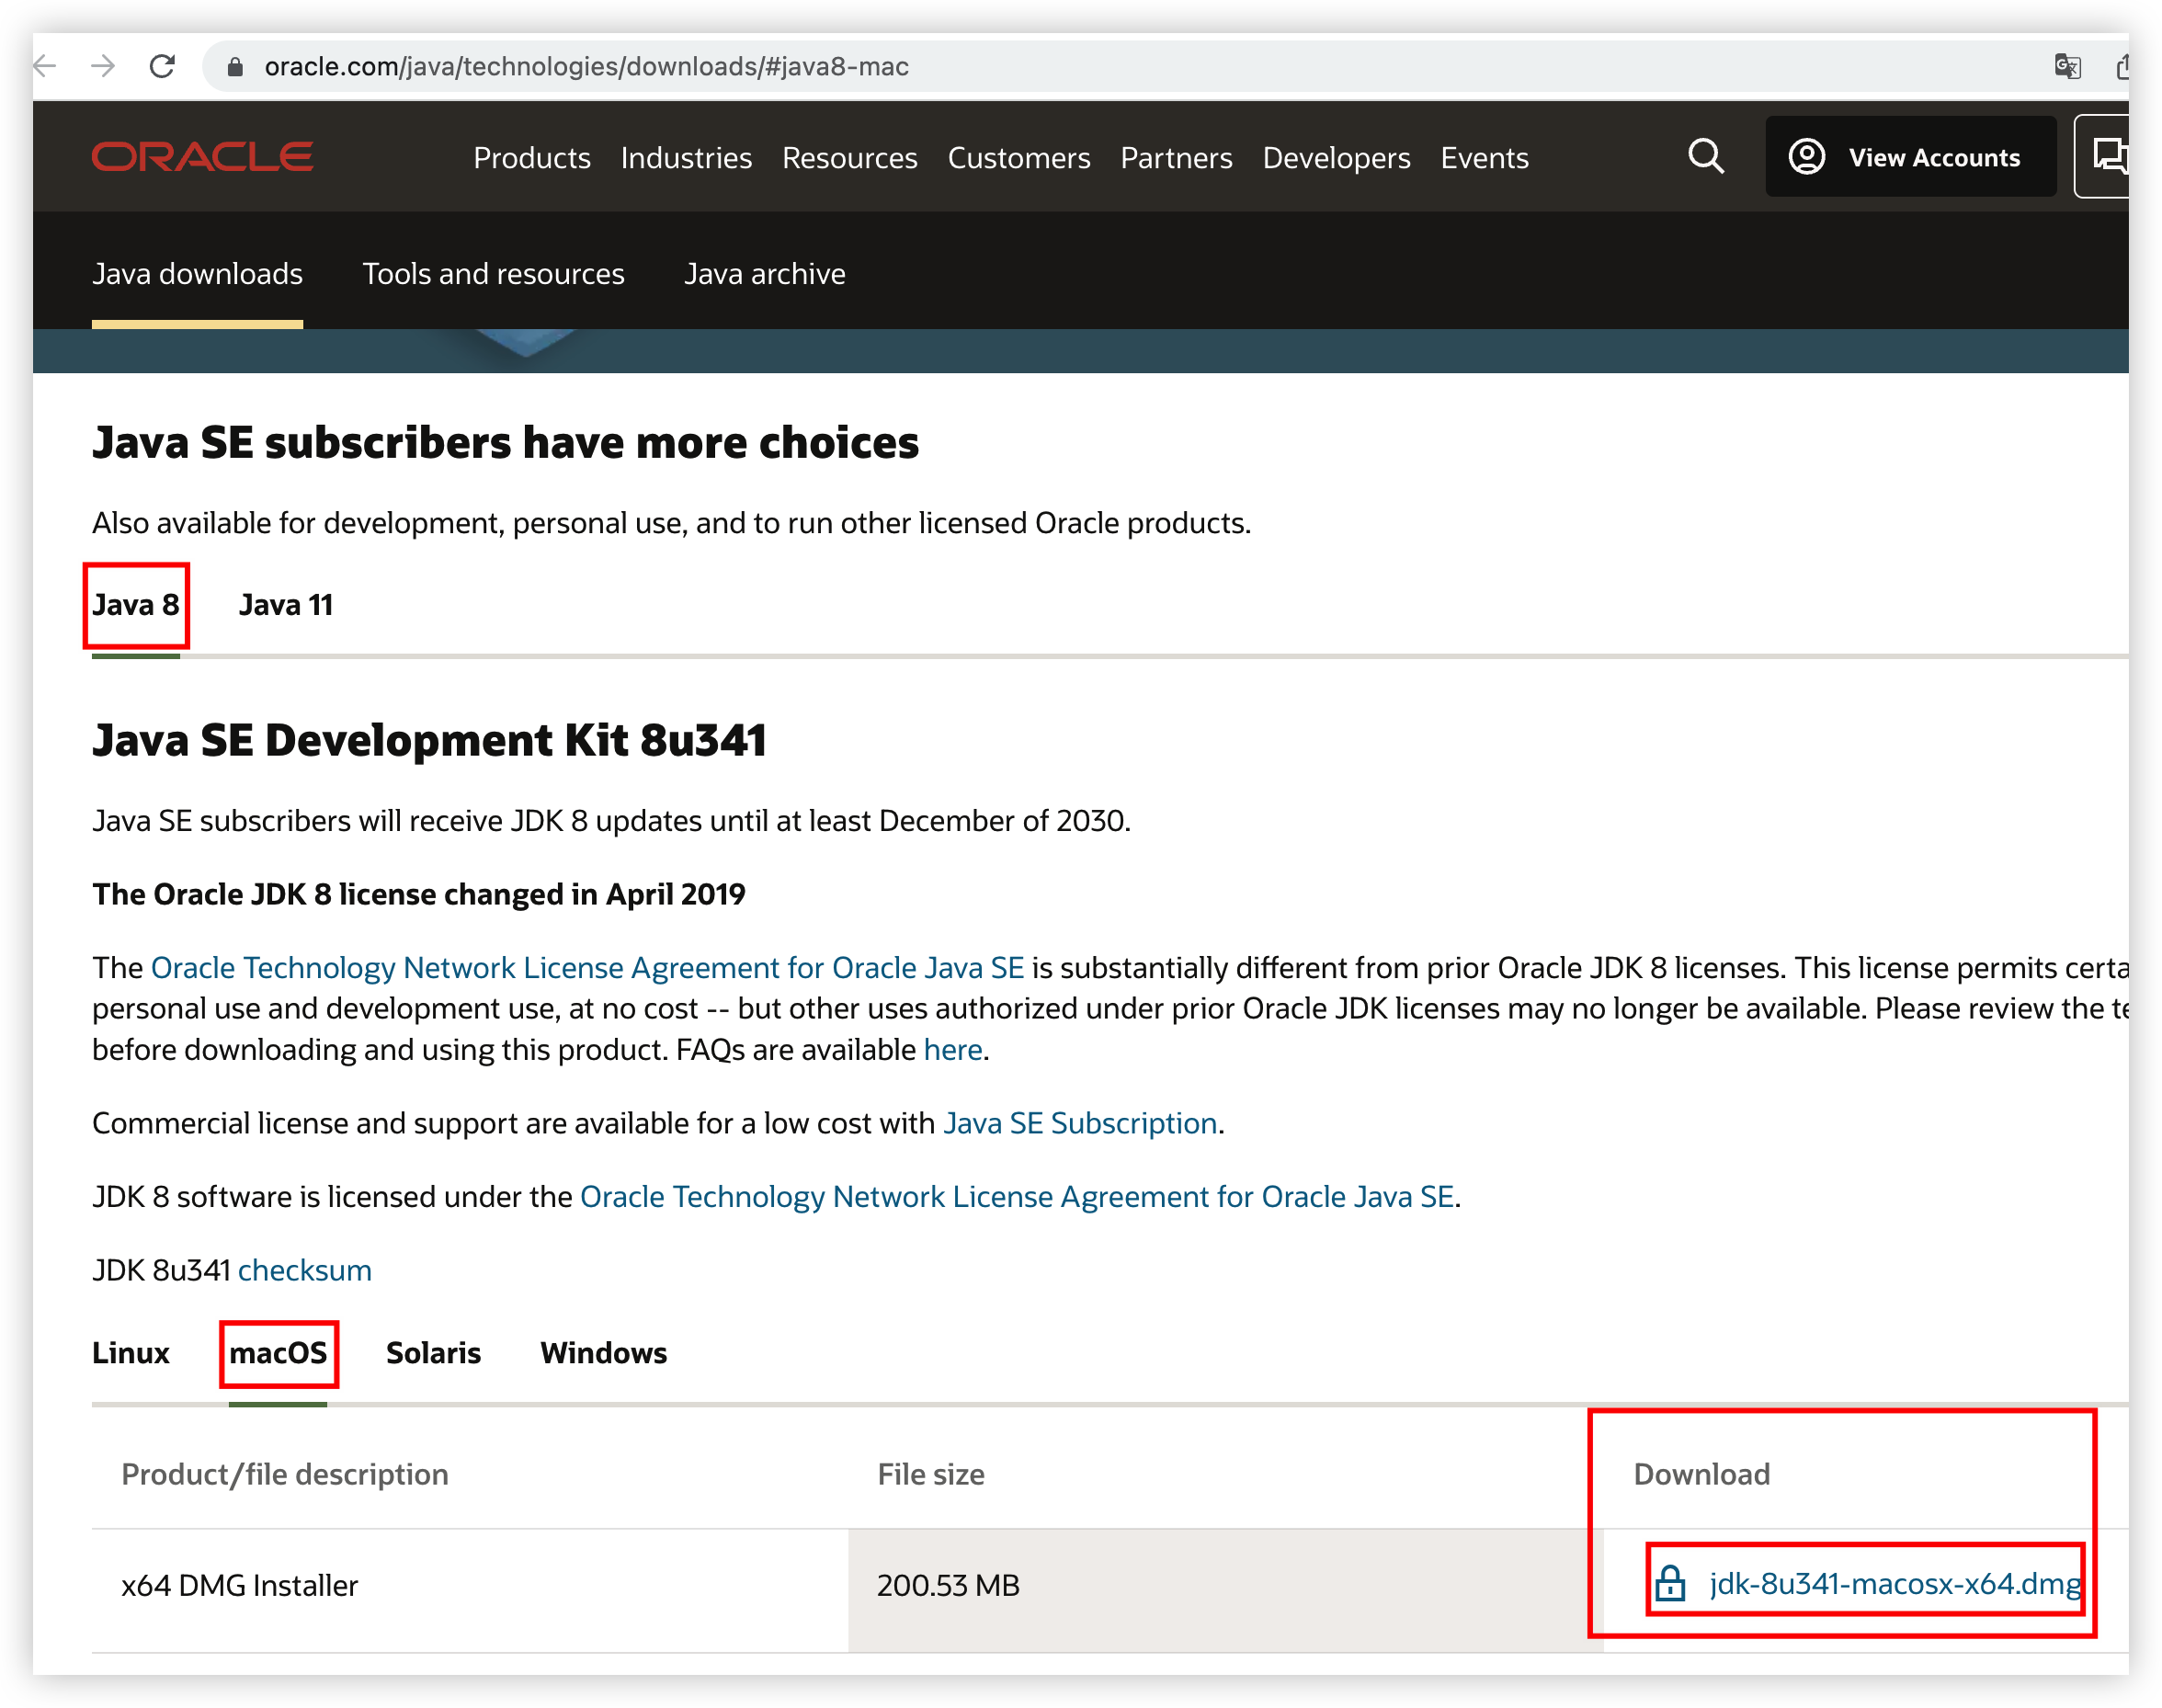 oracle.com/java/technologies/downloads/#java8-mac
ORACLE Products Industries Resources Customers Partners Developers Events View Accounts
Java downloads Tools and resources Java archive
Java SE subscribers have more choices
Also available for development, personal use, and to run other licensed Oracle products.
Java 8 Java 11
Java SE Development Kit 8u341
Java SE subscribers will receive JDK 8 updates until at least December of 2030.
The Oracle JDK 8 license changed in April 2019
The Oracle Technology Network License Agreement for Oracle Java SE is substantially different from prior Oracle JDK 8 licenses. This license permits certa
personal use and development use, at no cost -- but other uses authorized under prior Oracle JDK licenses may no longer be available. Please review the te
before downloading and using this product. FAQs are available here.
Commercial license and support are available for a low cost with Java SE Subscription.
JDK 8 software is licensed under the Oracle Technology Network License Agreement for Oracle Java SE.
JDK 8u341 checksum
Linux macOS Solaris Windows
Product/file description File size Download
x64 DMG Installer 200.53 MB jdk-8u341-macosx-x64.dmg